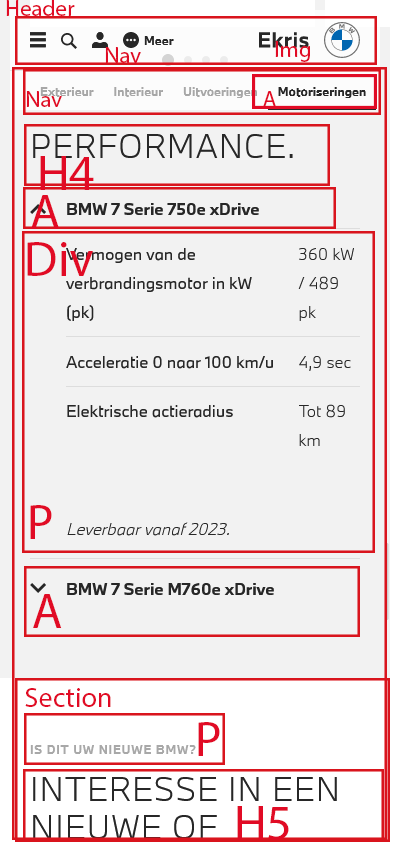 Header
Meer
Ekris
Img
BMW
Nav
Nav
Exterieur Interieur Uitvoeringen
A
Motoriseringen
PERFORMANCE.
H4
A
BMW 7 Serie 750e xDrive
Div
Vermogen van de
verbrandingsmotor in kW
(pk)
360 kW
/ 489
pk
Acceleratie 0 naar 100 km/u
4,9 sec
Elektrische actieradius
Tot 89
km
P
Leverbaar vanaf 2023.
BMW 7 Serie M760e xDrive
A
Section
IS DIT UW NIEUWE BMW?
P
INTERESSE IN EEN
NIEUWE OF
H5